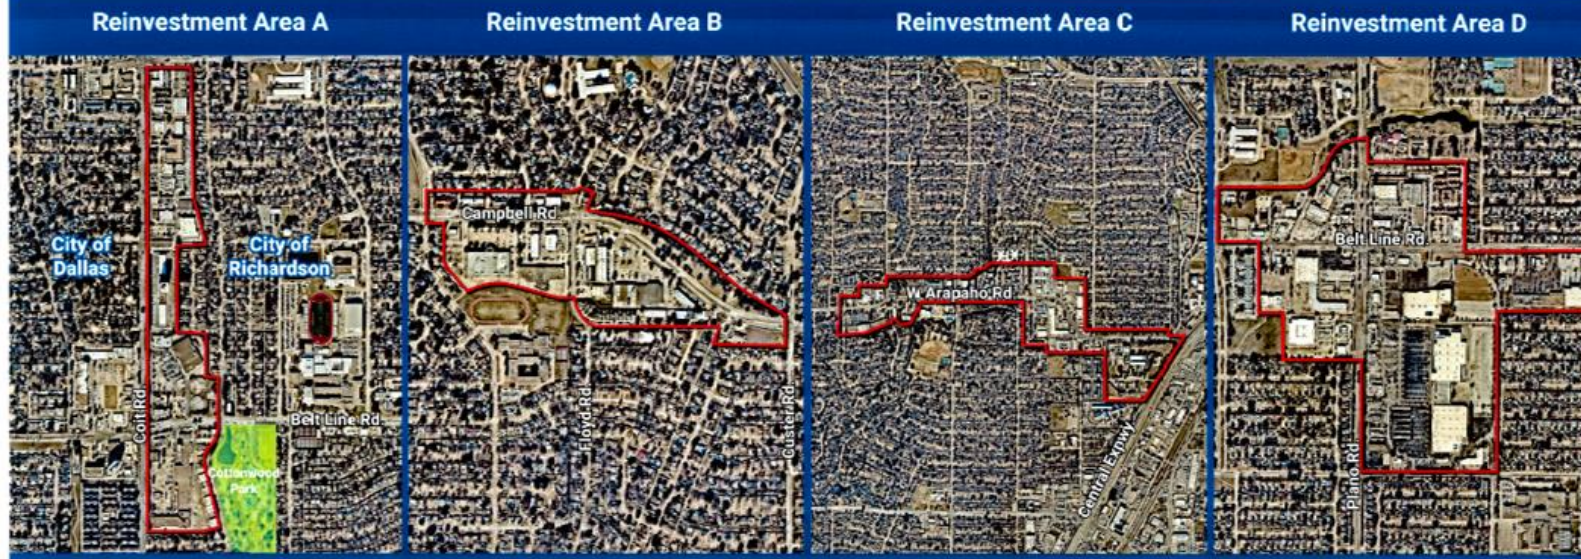 Reinvestment Area A
Reinvestment Area B
Reinvestment Area C
Reinvestment Area D
City of
Dallas
City of
Richardson
Coit Rd
Belt Line Rd
Cottonwood
Park
Campbell Rd
Floyd Rd
Custer Rd
W Arapaho Rd
Central Expwy
Belt Line Rd
Plano Rd